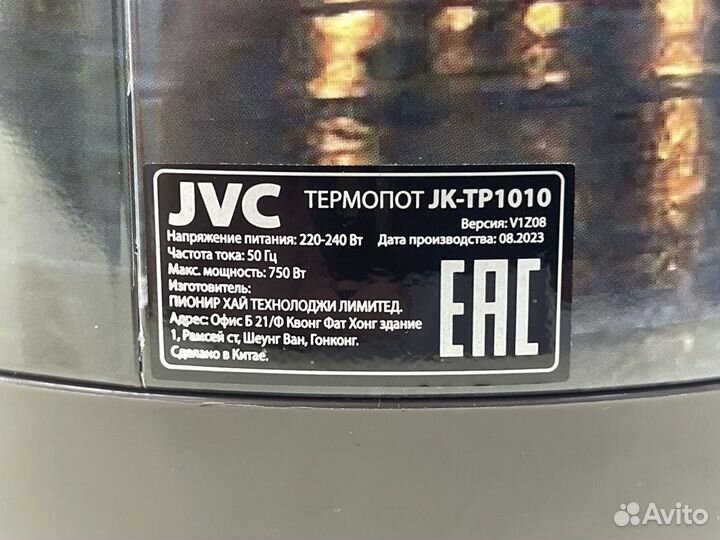 JVC
ТЕРМОПОТ JK-TP1010
Версия: V1Z08
Напряжение питания: 220-240 Вт Дата производства: 08.2023
Частота тока: 50 Гц
Макс. мощность: 750 Вт
Изготовитель:
ПИОНИР ХАЙ ТЕХНОЛОДЖИ ЛИМИТЕД.
Адрес: Офис Б 21/Ф Квонг Фат Хонг здание
1, Рамсей ст, Шеунг Ван, Гонконг.
Сделано в Китае.
EAC
Avito